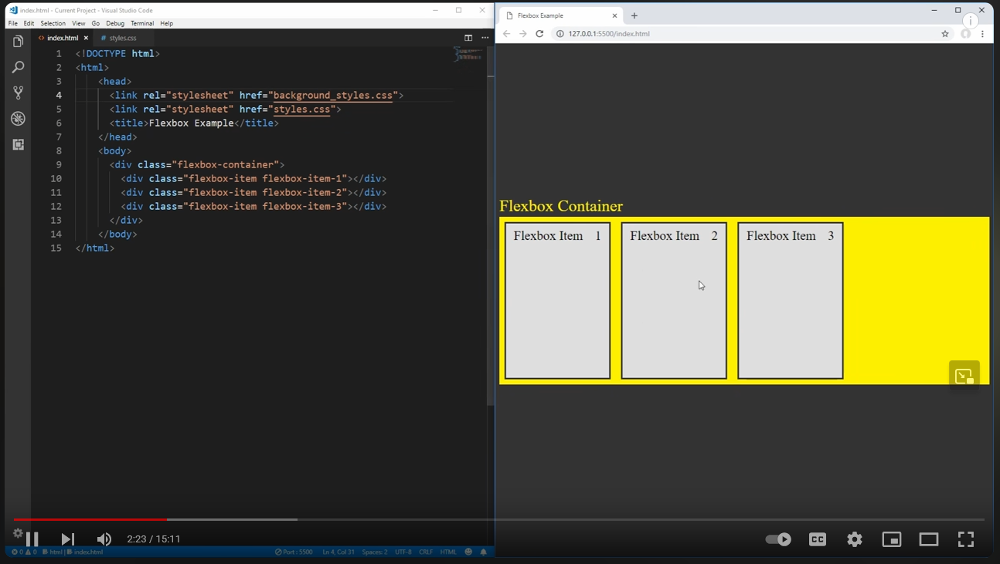 index.html - Current Project - Visual Studio Code
File Edit Selection View Go Debug Terminal Help
index.html × # styles.css
1 <!DOCTYPE html>
2 <html>
3 <head>
4 <link rel="stylesheet" href="background_styles.css">
5 <link rel="stylesheet" href="styles.css">
6 <title>Flexbox Example</title>
7 </head>
8 <body>
9 <div class="flexbox-container">
10 <div class="flexbox-item flexbox-item-1"></div>
11 <div class="flexbox-item flexbox-item-2"></div>
12 <div class="flexbox-item flexbox-item-3"></div>
13 </div>
14 </body>
15 </html>
Flexbox Example
127.0.0.1:5500/index.html
Flexbox Container
Flexbox Item 1 Flexbox Item 2 Flexbox Item 3
2:23 / 15:11
CC
0 0 html | index.html Port : 5500 Ln 4, Col 31 Spaces: 2 UTF-8 CRLF HTML